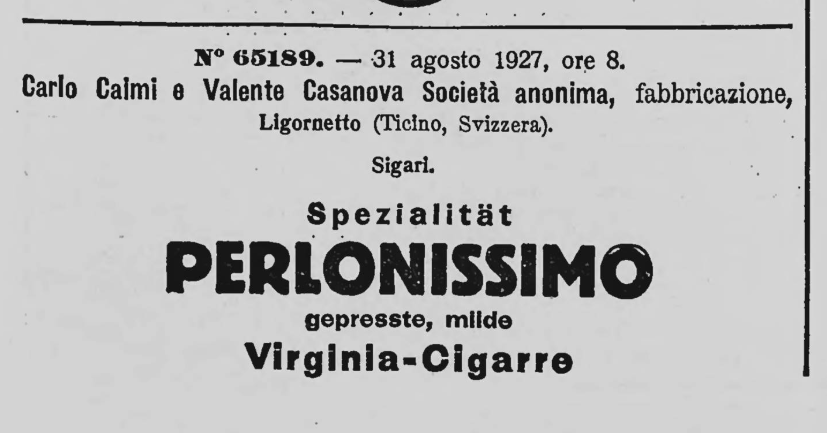 Nº 65189. — 31 agosto 1927, ore 8.
Carlo Calmi e Valente Casanova Società anonima, fabbricazione,
Ligornetto (Ticino, Svizzera).
Sigari.
Spezialität
PERLONISSIMO
gepresste, milde
Virginia-Cigarre